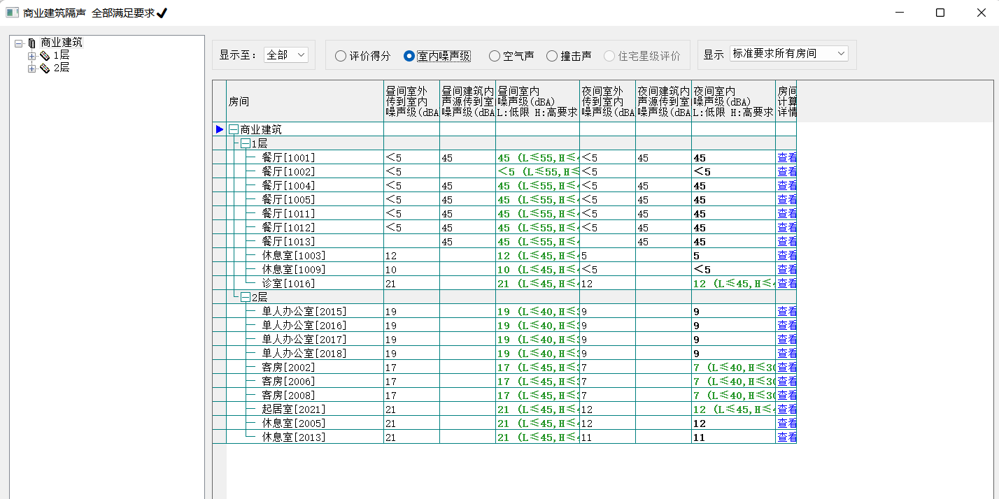 商业建筑隔声 全部满足要求✔
商业建筑
1层
2层
显示至: 全部
评价得分 室内噪声级 空气声 撞击声 住宅星级评价
显示 标准要求所有房间
房间
昼间室外
传到室内
噪声级(dBA
昼间建筑内
声源传到室
噪声级(dBA
昼间室内
噪声级(dBA)
L:低限 H:高要求
夜间室外
传到室内
噪声级(dBA
夜间建筑内
声源传到室
噪声级(dBA
夜间室内
噪声级(dBA)
L:低限 H:高要求
房间
计算
详情
商业建筑
1层
餐厅[1001] <5 45 45 (L≤55,H≤ <5 45 45 查看
餐厅[1002] <5 <5 (L≤55,H≤ <5 <5 查看
餐厅[1004] <5 45 45 (L≤55,H≤ <5 45 45 查看
餐厅[1005] <5 45 45 (L≤55,H≤ <5 45 45 查看
餐厅[1011] <5 45 45 (L≤55,H≤ <5 45 45 查看
餐厅[1012] <5 45 45 (L≤55,H≤ <5 45 45 查看
餐厅[1013] 45 45 (L≤55,H≤ 45 45 查看
休息室[1003] 12 12 (L≤45,H≤ 5 5 查看
休息室[1009] 10 10 (L≤45,H≤ <5 <5 查看
诊室[1016] 21 21 (L≤45,H≤ 12 12 (L≤45,H≤ 查看
2层
单人办公室[2015] 19 19 (L≤40,H≤ 9 9 查看
单人办公室[2016] 19 19 (L≤40,H≤ 9 9 查看
单人办公室[2017] 19 19 (L≤40,H≤ 9 9 查看
单人办公室[2018] 19 19 (L≤40,H≤ 9 9 查看
客房[2002] 17 17 (L≤45,H≤ 7 7 (L≤40,H≤30 查看
客房[2006] 17 17 (L≤45,H≤ 7 7 (L≤40,H≤30 查看
客房[2008] 17 17 (L≤45,H≤ 7 7 (L≤40,H≤30 查看
起居室[2021] 21 21 (L≤45,H≤ 12 12 (L≤45,H≤ 查看
休息室[2005] 21 21 (L≤45,H≤ 12 12 查看
休息室[2013] 21 21 (L≤45,H≤ 11 11 查看